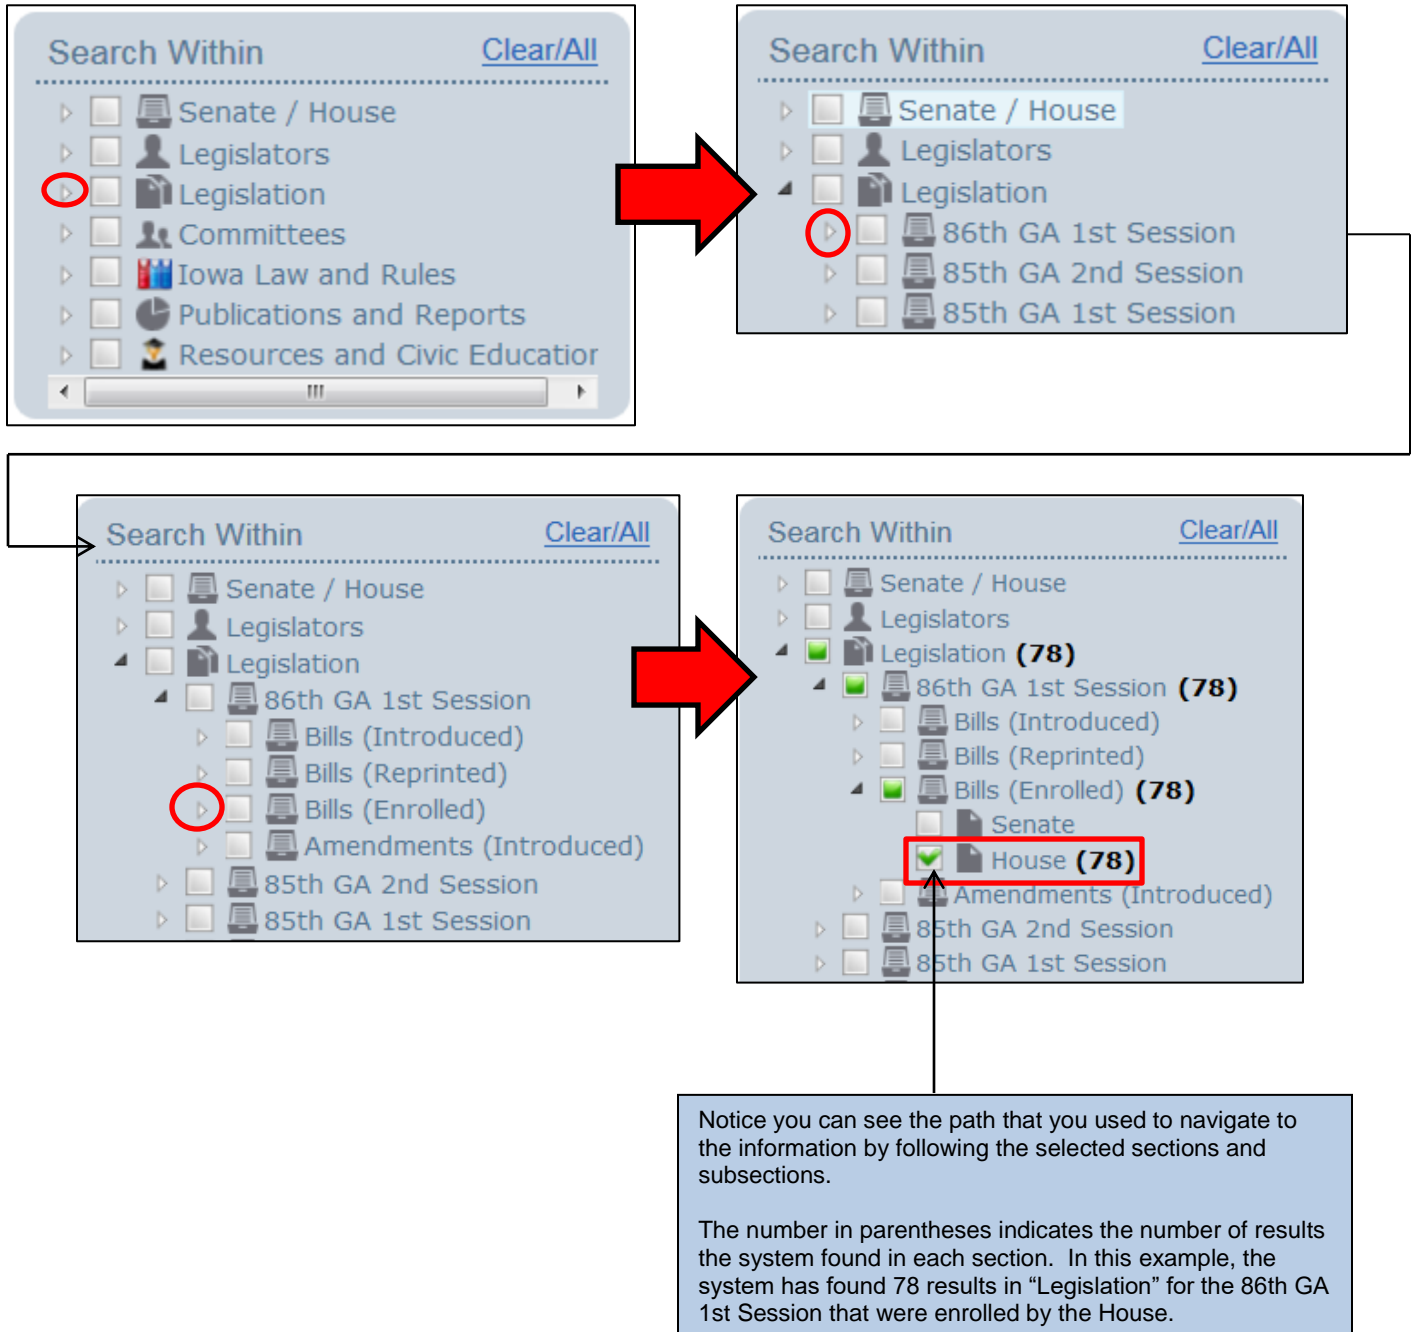 Search Within Clear/All
Senate / House
Legislators
Legislation
Committees
Iowa Law and Rules
Publications and Reports
Resources and Civic Education
Search Within Clear/All
Senate / House
Legislators
Legislation
86th GA 1st Session
85th GA 2nd Session
85th GA 1st Session
Search Within Clear/All
Senate / House
Legislators
Legislation
86th GA 1st Session
Bills (Introduced)
Bills (Reprinted)
Bills (Enrolled)
Amendments (Introduced)
85th GA 2nd Session
85th GA 1st Session
Search Within Clear/All
Senate / House
Legislators
Legislation (78)
86th GA 1st Session (78)
Bills (Introduced)
Bills (Reprinted)
Bills (Enrolled) (78)
Senate
House (78)
Amendments (Introduced)
85th GA 2nd Session
85th GA 1st Session
Notice you can see the path that you used to navigate to
the information by following the selected sections and
subsections.
The number in parentheses indicates the number of results
the system found in each section.  In this example, the
system has found 78 results in “Legislation” for the 86th GA
1st Session that were enrolled by the House.